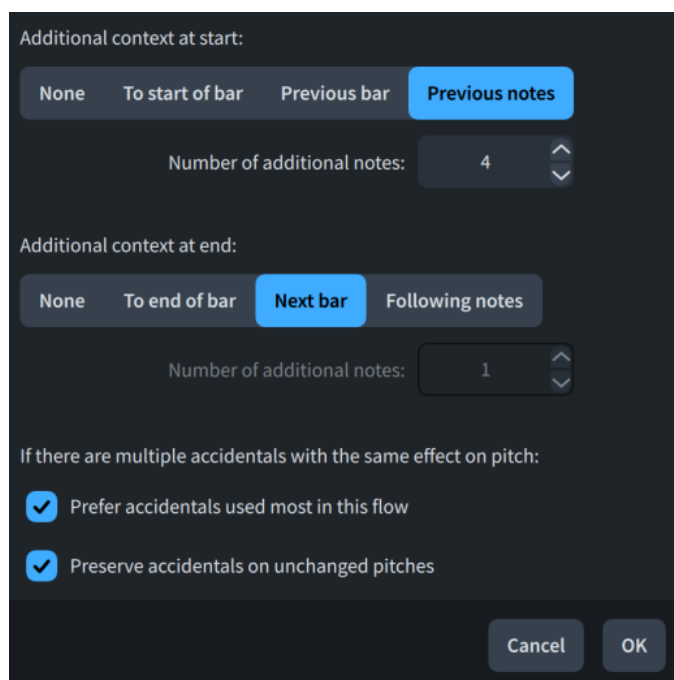 Additional context at start:
None To start of bar Previous bar Previous notes
Number of additional notes: 4
Additional context at end:
None To end of bar Next bar Following notes
Number of additional notes: 1
If there are multiple accidentals with the same effect on pitch:
Prefer accidentals used most in this flow
Preserve accidentals on unchanged pitches
Cancel OK